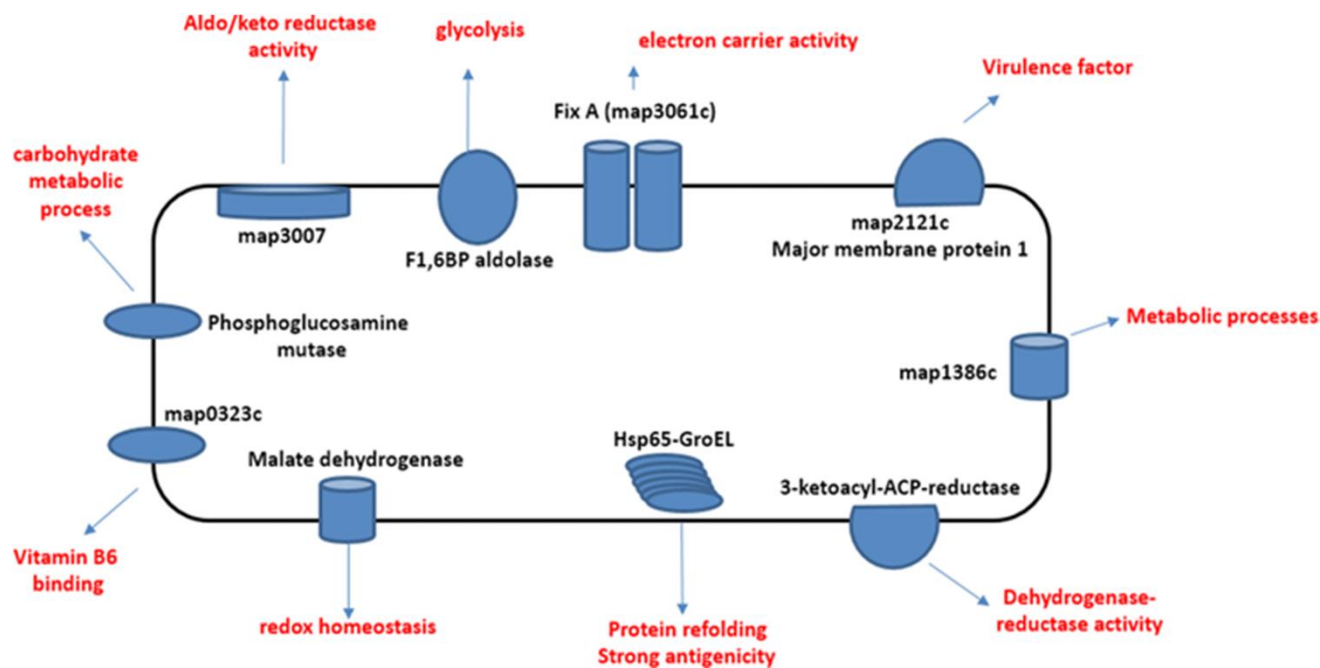 Aldo/keto reductase
activity
glycolysis
electron carrier activity
Virulence factor
Fix A (map3061c)
carbohydrate
metabolic
process
map3007
F1,6BP aldolase
map2121c
Major membrane protein 1
Phosphoglucosamine
mutase
Metabolic processes
map1386c
map0323c
Malate dehydrogenase
Hsp65-GroEL
3-ketoacyl-ACP-reductase
Vitamin B6
binding
redox homeostasis
Protein refolding
Strong antigenicity
Dehydrogenase-
reductase activity